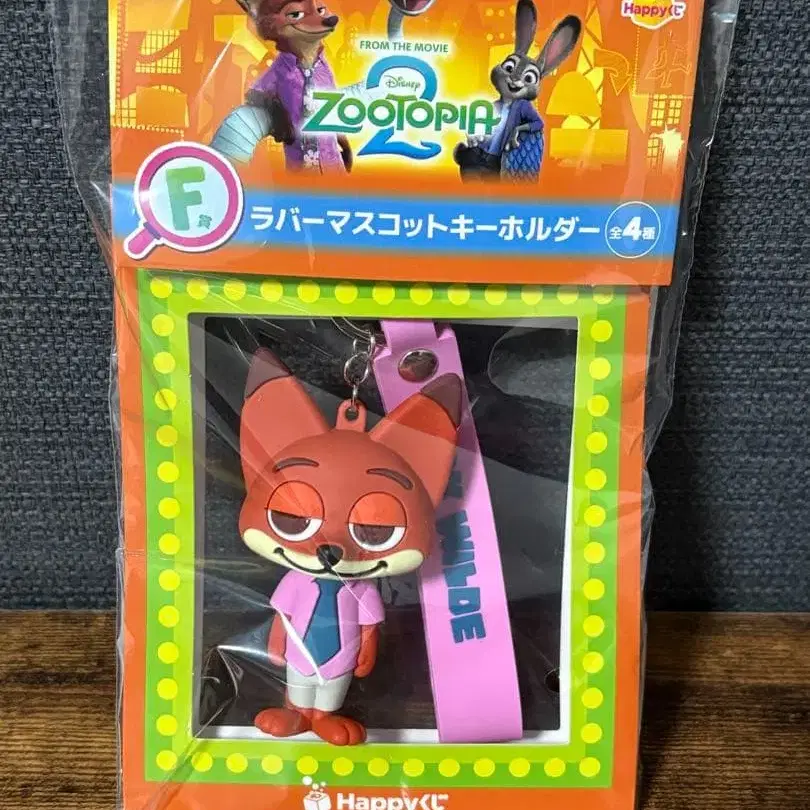 Happyくじ
FROM THE MOVIE
Disney
ZOOTOPIA
2
F賞
ラバーマスコットキーホルダー
全4種
WILDE
Happyくじ